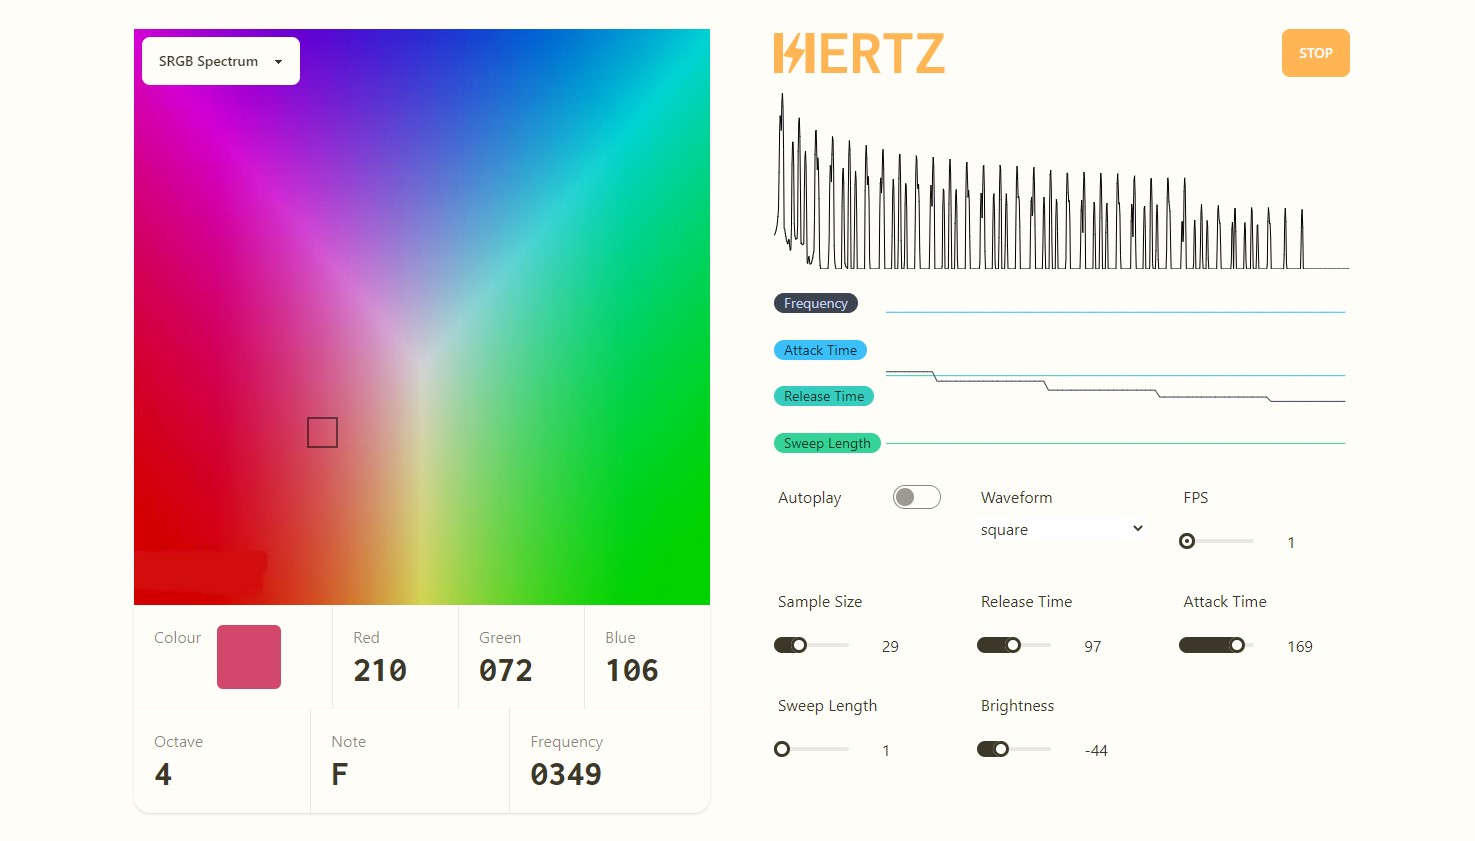 SRGB Spectrum
HERTZ
STOP
Frequency
Attack Time
Release Time
Sweep Length
Autoplay
Waveform
square
FPS
1
Sample Size
29
Release Time
97
Attack Time
169
Sweep Length
1
Brightness
-44
Colour
Red
210
Green
072
Blue
106
Octave
4
Note
F
Frequency
0349